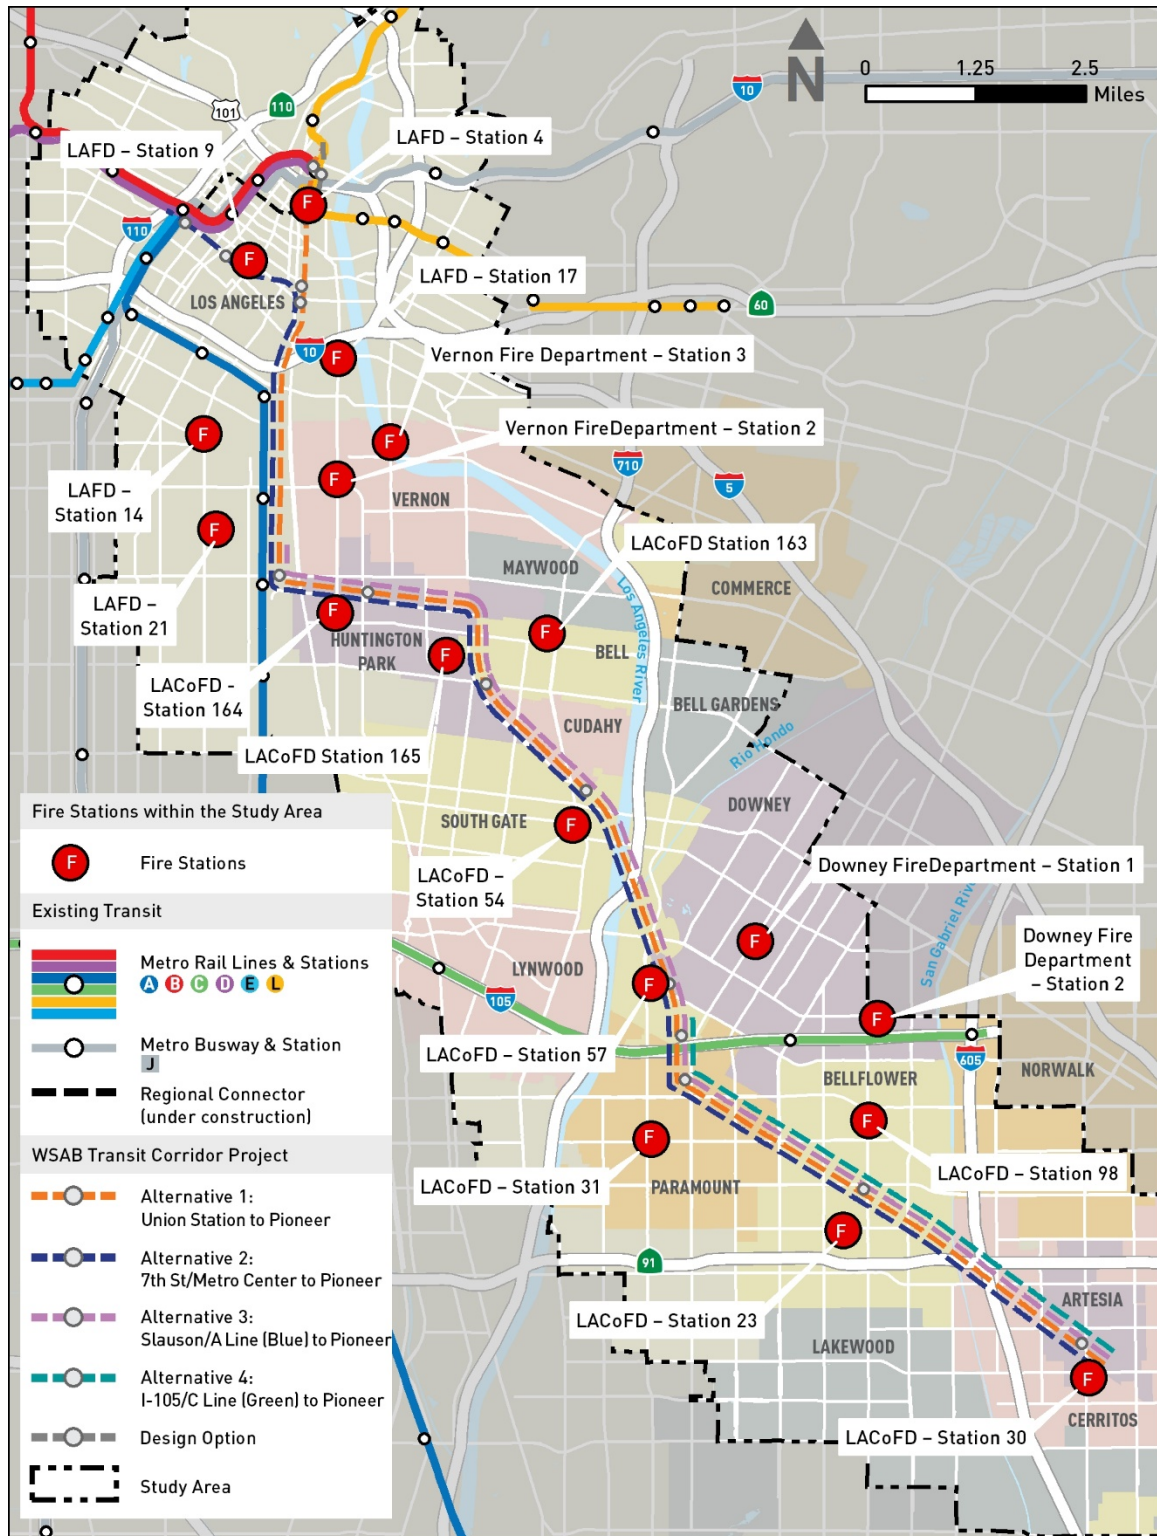 N
0 1.25 2.5
Miles
10
101
110
LAFD – Station 9
LAFD – Station 4
F
110
F
LAFD – Station 17
LOS ANGELES
60
10
Vernon Fire Department – Station 3
F
Vernon FireDepartment – Station 2
F
F
710
5
F
VERNON
LAFD –
Station 14
F
LACoFD Station 163
MAYWOOD
COMMERCE
LAFD –
Station 21
Los Angeles River
F
HUNTINGTON
PARK
F
BELL
F
BELL GARDENS
LACoFD -
Station 164
CUDAHY
Rio Hondo
LACoFD Station 165
DOWNEY
SOUTH GATE
F
LACoFD –
Station 54
Downey FireDepartment – Station 1
San Gabriel River
F
Downey Fire
Department
– Station 2
LYNWOOD
F
105
F
LACoFD – Station 57
605
NORWALK
BELLFLOWER
F
F
LACoFD – Station 98
LACoFD – Station 31
PARAMOUNT
F
91
ARTESIA
LACoFD – Station 23
LAKEWOOD
F
CERRITOS
LACoFD – Station 30
Fire Stations within the Study Area
F
Fire Stations
Existing Transit
Metro Rail Lines & Stations
A B C D E L
Metro Busway & Station
J
Regional Connector
(under construction)
WSAB Transit Corridor Project
Alternative 1:
Union Station to Pioneer
Alternative 2:
7th St/Metro Center to Pioneer
Alternative 3:
Slauson/A Line (Blue) to Pioneer
Alternative 4:
I-105/C Line (Green) to Pioneer
Design Option
Study Area